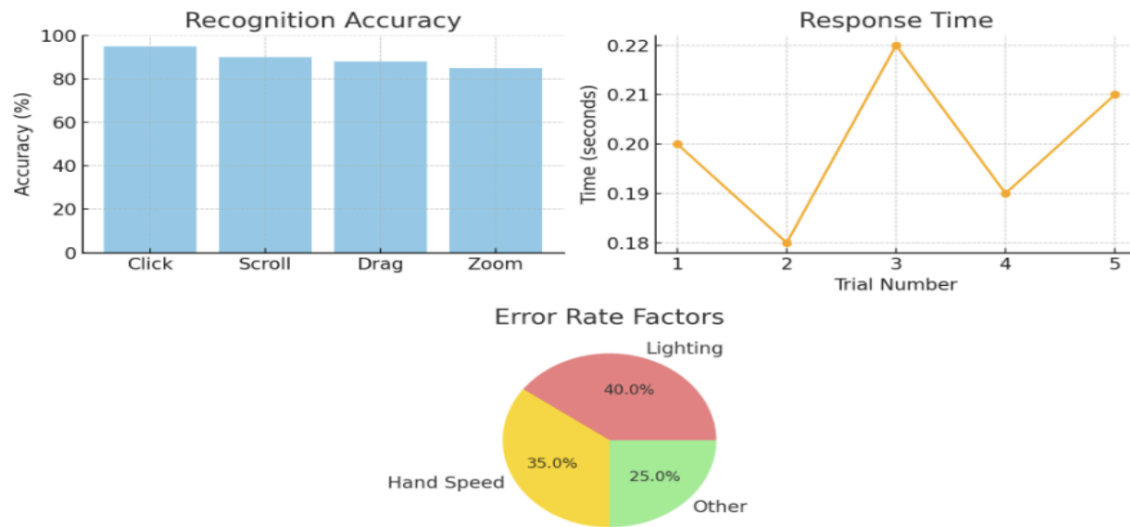 Recognition Accuracy
Accuracy (%)
100
80
60
40
20
0
Click Scroll Drag Zoom
Response Time
Time (seconds)
0.22
0.21
0.20
0.19
0.18
1 2 3 4 5
Trial Number
Error Rate Factors
Lighting
40.0%
Hand Speed
35.0%
25.0%
Other